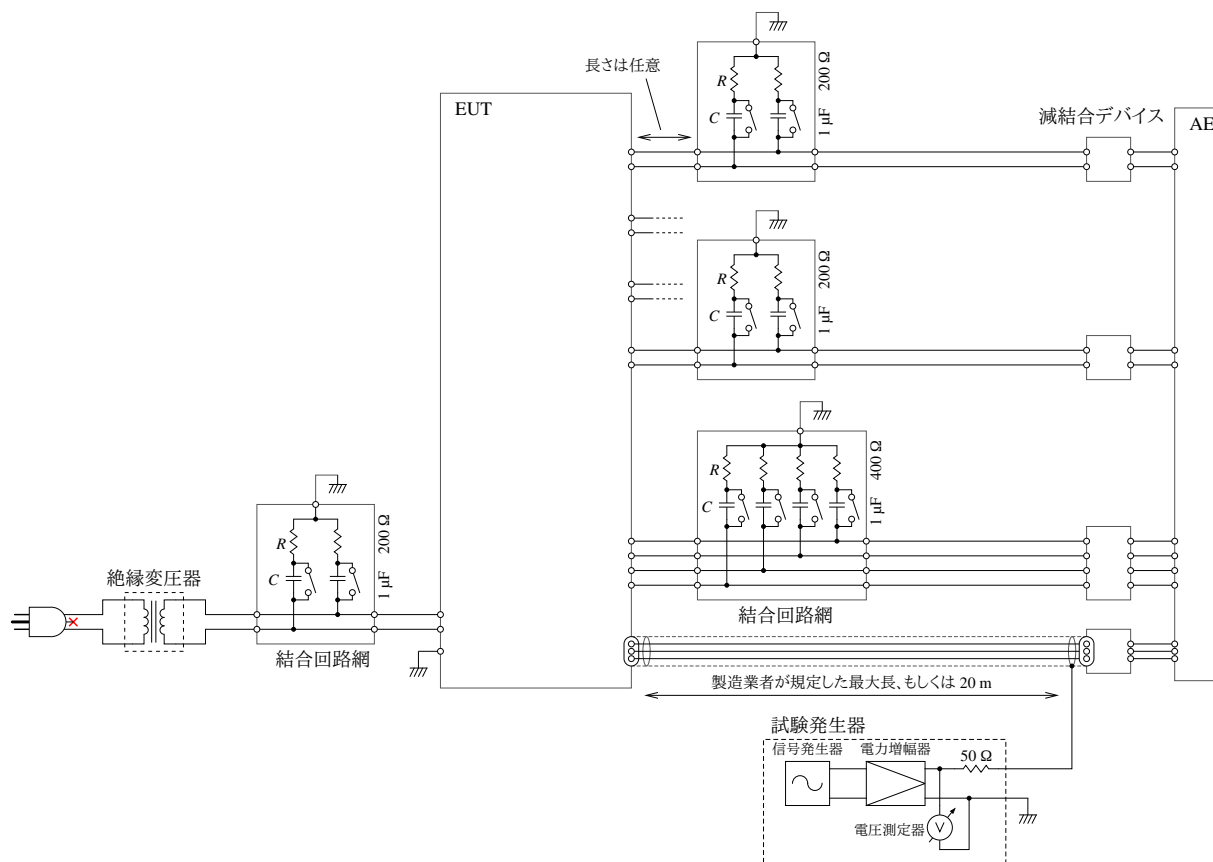 長さは任意
R
C
200 Ω
1 µF
EUT
減結合デバイス
AE
R
C
200 Ω
1 µF
R
C
400 Ω
1 µF
結合回路網
絶縁変圧器
R
C
200 Ω
1 µF
結合回路網
製造業者が規定した最大長、もしくは 20 m
試験発生器
信号発生器
電力増幅器
50 Ω
電圧測定器
V